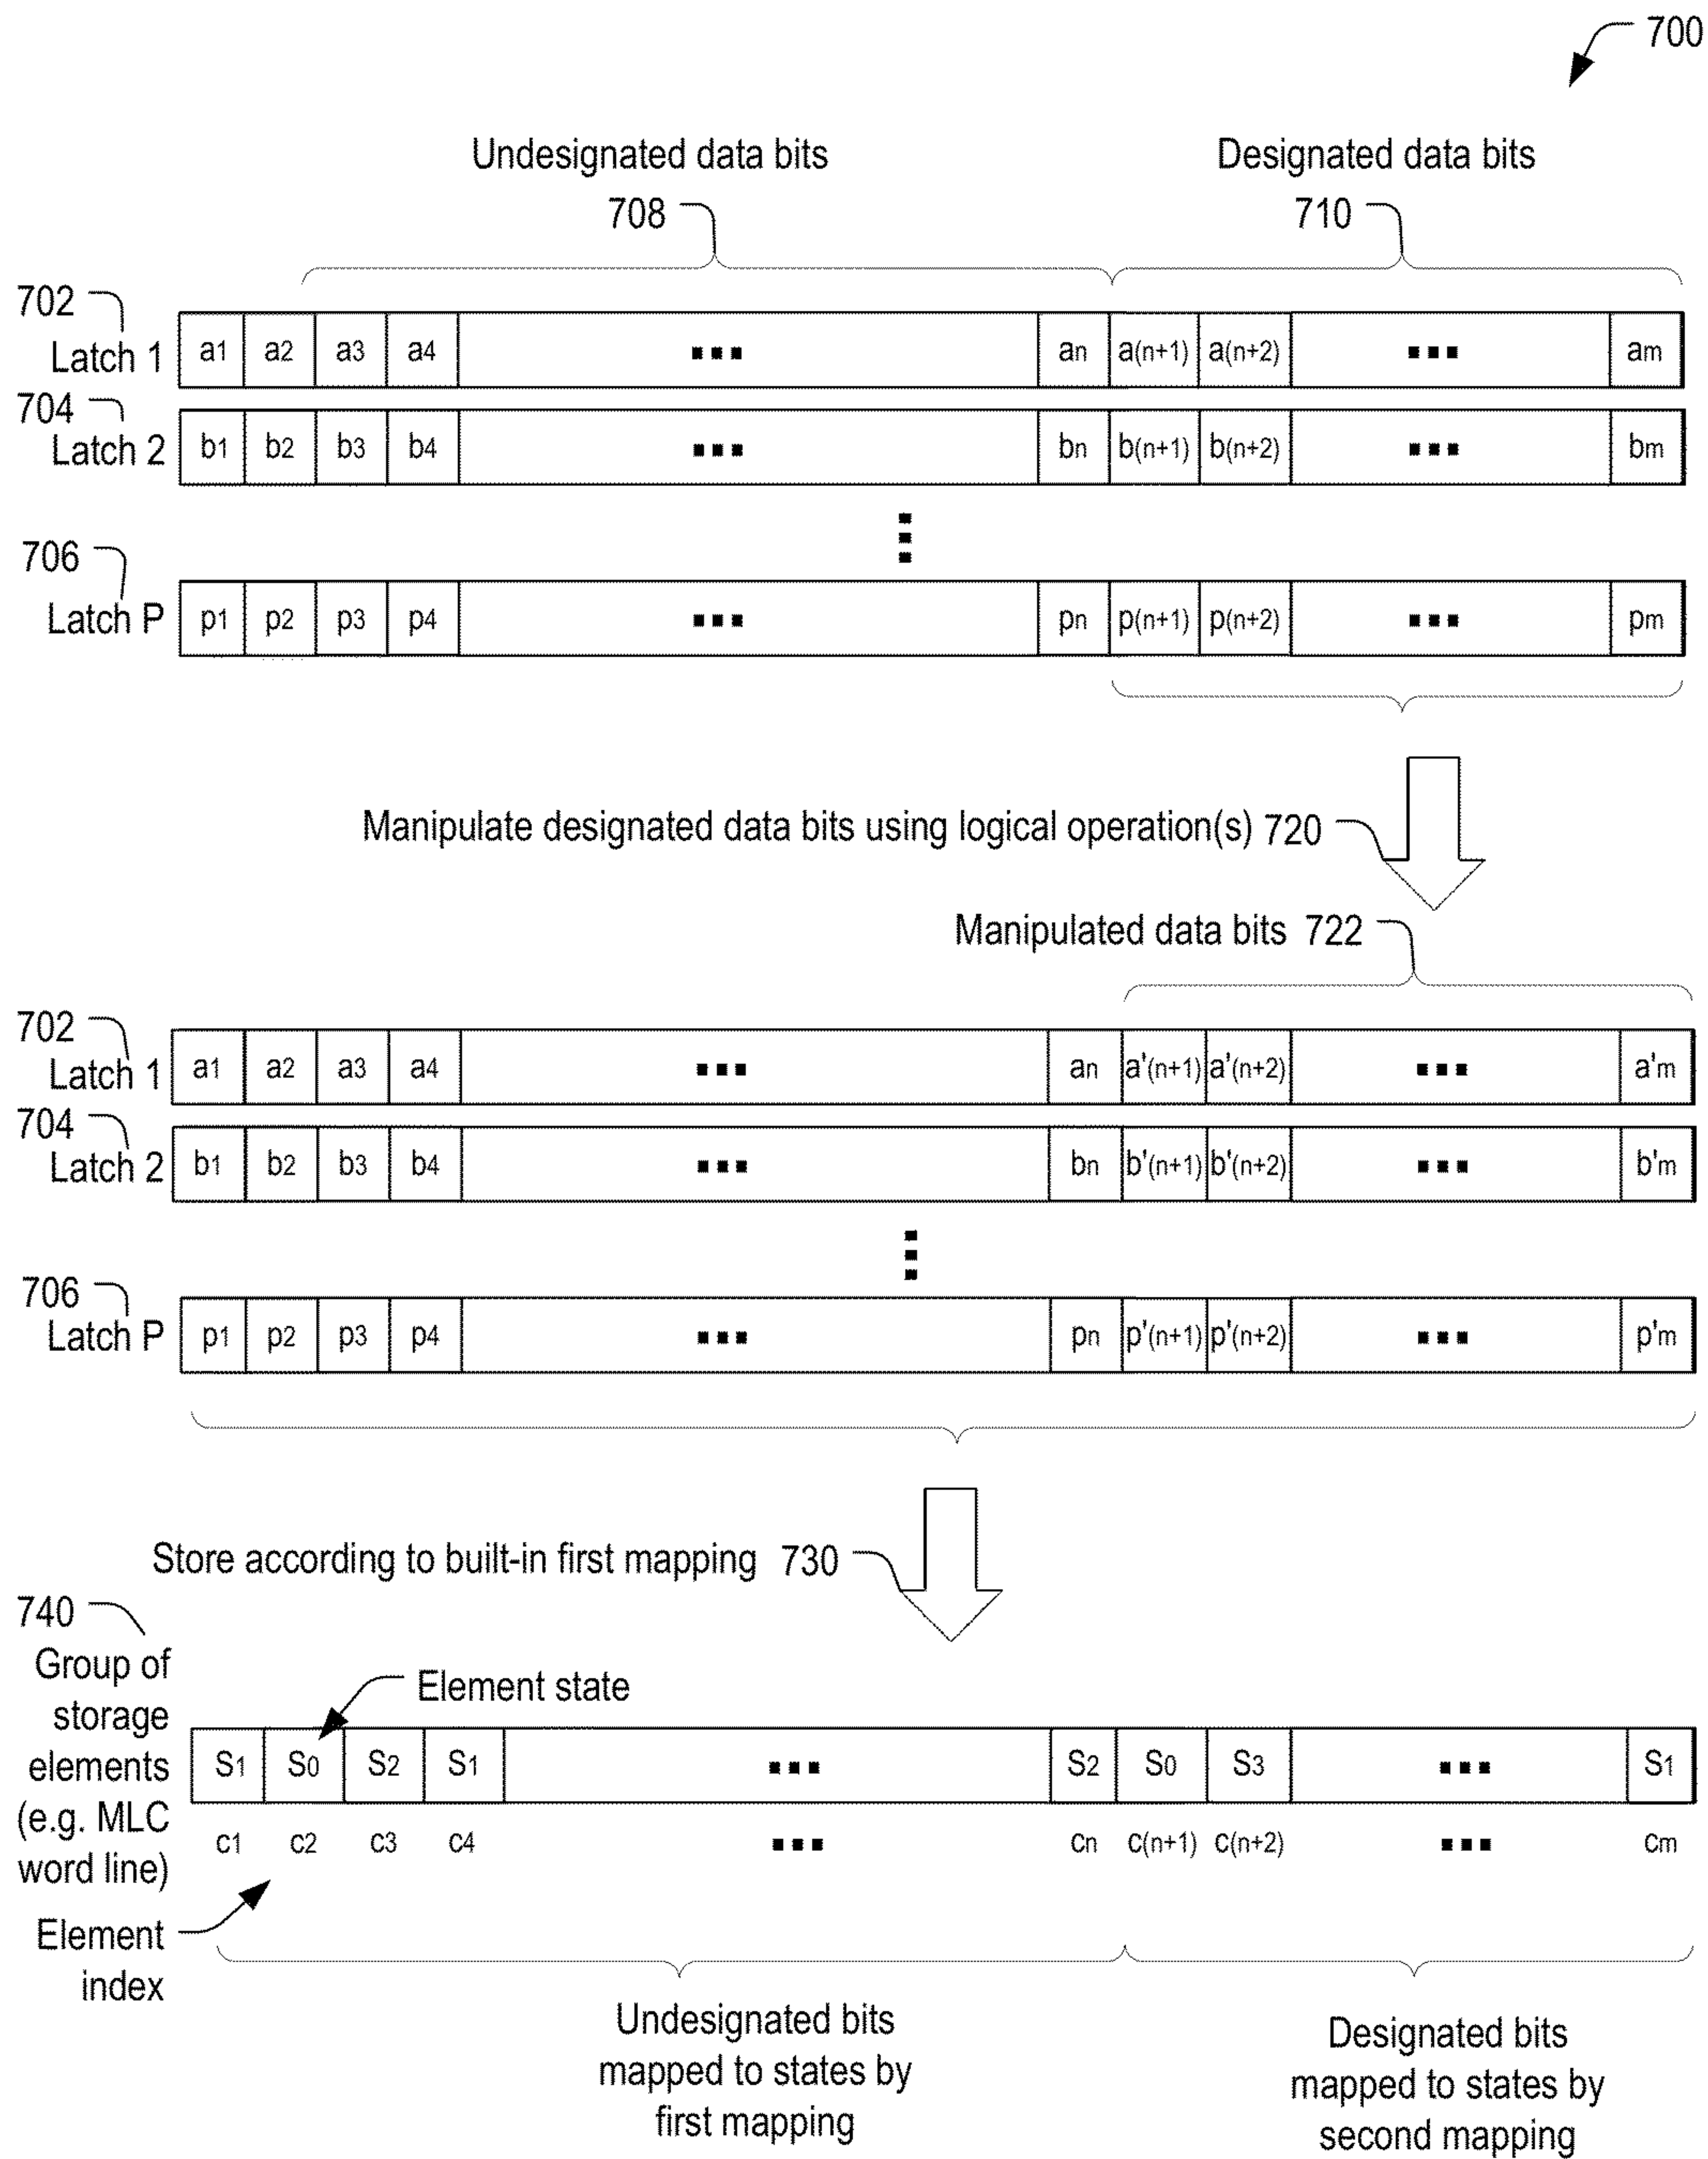 700
Undesignated data bits
708
Designated data bits
710
702
Latch 1
a1 a2 a3 a4 ... an a(n+1) a(n+2) ... am
704
Latch 2
b1 b2 b3 b4 ... bn b(n+1) b(n+2) ... bm
706
Latch P
p1 p2 p3 p4 ... pn p(n+1) p(n+2) ... pm
Manipulate designated data bits using logical operation(s) 720
Manipulated data bits 722
702
Latch 1
a1 a2 a3 a4 ... an a'(n+1) a'(n+2) ... a'm
704
Latch 2
b1 b2 b3 b4 ... bn b'(n+1) b'(n+2) ... b'm
706
Latch P
p1 p2 p3 p4 ... pn p'(n+1) p'(n+2) ... p'm
Store according to built-in first mapping 730
740
Group of
storage
elements
(e.g. MLC
word line)
Element state
S1 S0 S2 S1 ... S2 S0 S3 ... S1
c1 c2 c3 c4 ... cn c(n+1) c(n+2) ... cm
Element
index
Undesignated bits
mapped to states by
first mapping
Designated bits
mapped to states by
second mapping